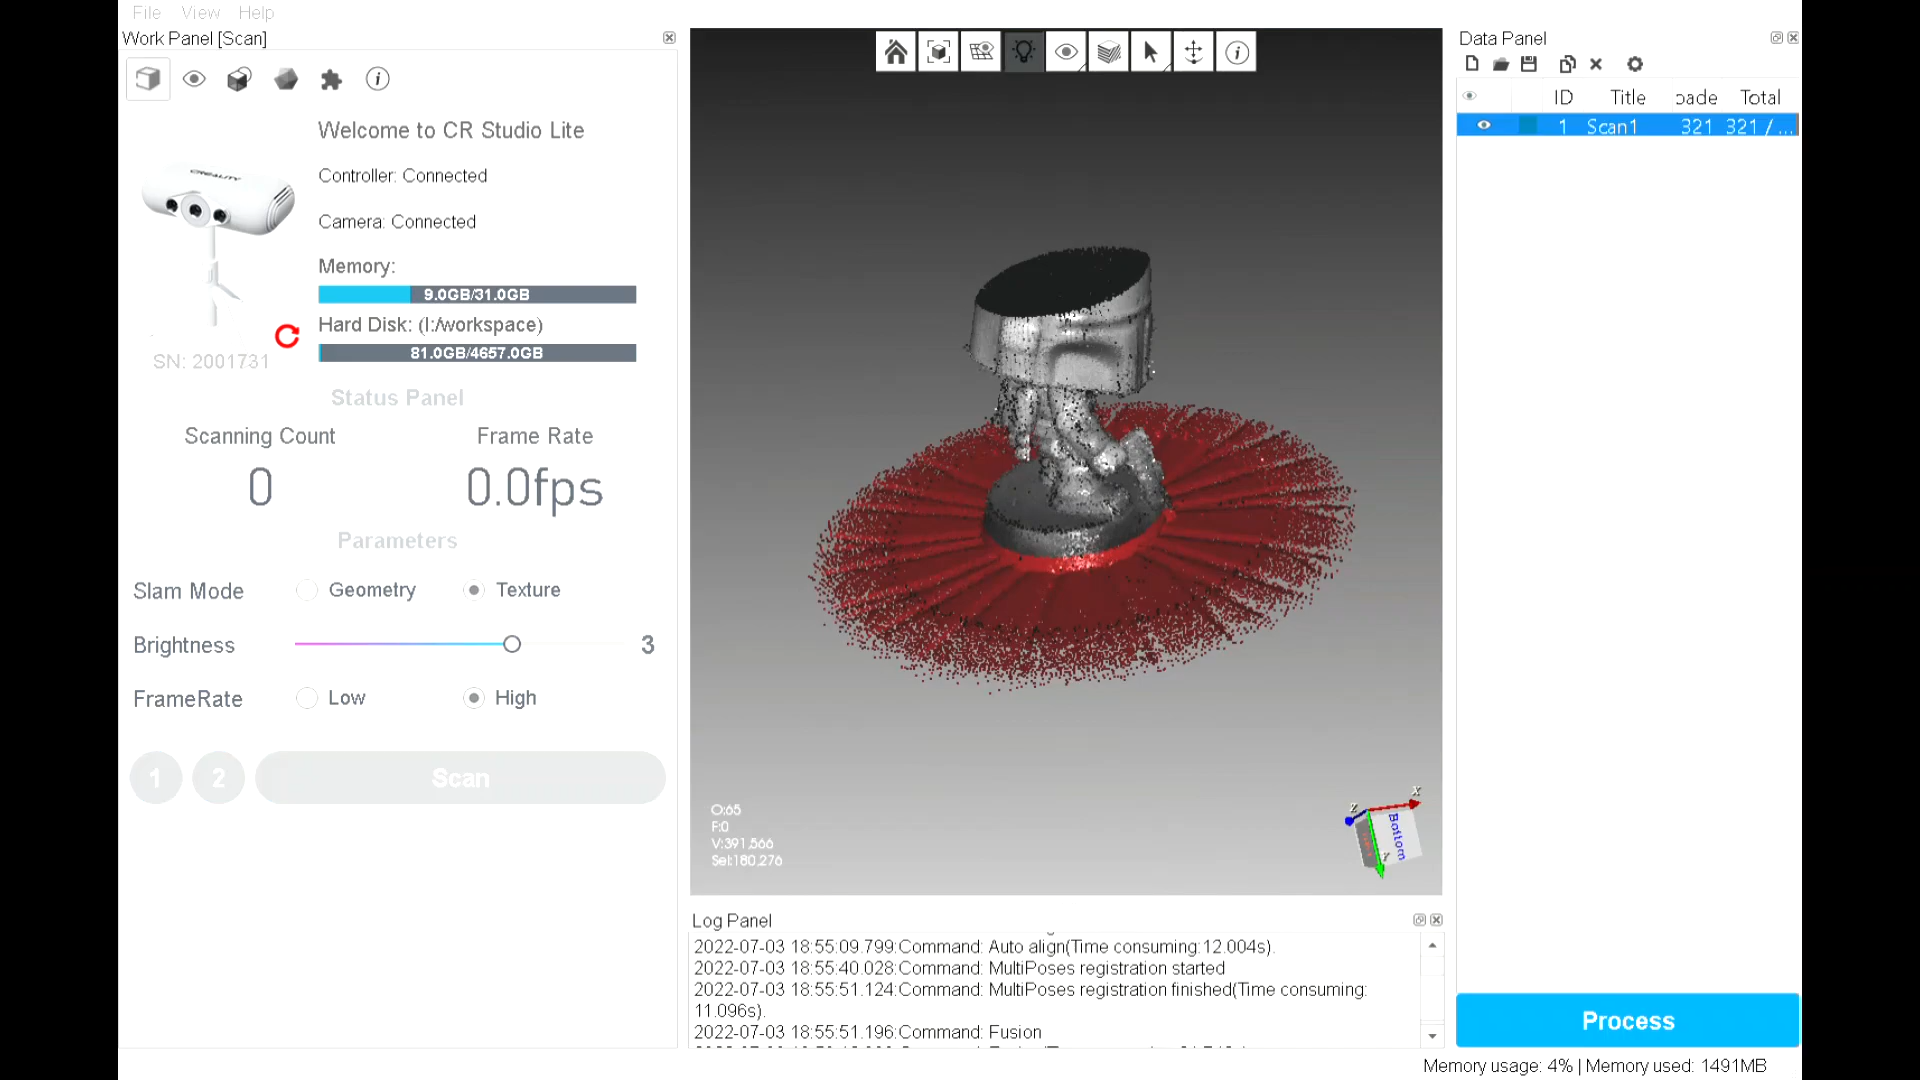 File View Help
Work Panel [Scan]
Welcome to CR Studio Lite
CREALITY
Controller: Connected
Camera: Connected
Memory:
9.0GB/31.0GB
Hard Disk: (I:/workspace)
81.0GB/4657.0GB
SN: 2001731
Status Panel
Scanning Count
Frame Rate
0
0.0fps
Parameters
Slam Mode
Geometry
Texture
Brightness
3
FrameRate
Low
High
1
2
Scan
O:65
F:0
V:391,566
Sel:180,276
X
Z
Bottom
Log Panel
2022-07-03 18:55:09.799:Command: Auto align(Time consuming:12.004s).
2022-07-03 18:55:40.028:Command: MultiPoses registration started
2022-07-03 18:55:51.124:Command: MultiPoses registration finished(Time consuming:
11.096s).
2022-07-03 18:55:51.196:Command: Fusion
Data Panel
ID Title oade Total
1 Scan1 321 321 / ...
Process
Memory usage: 4% | Memory used: 1491MB